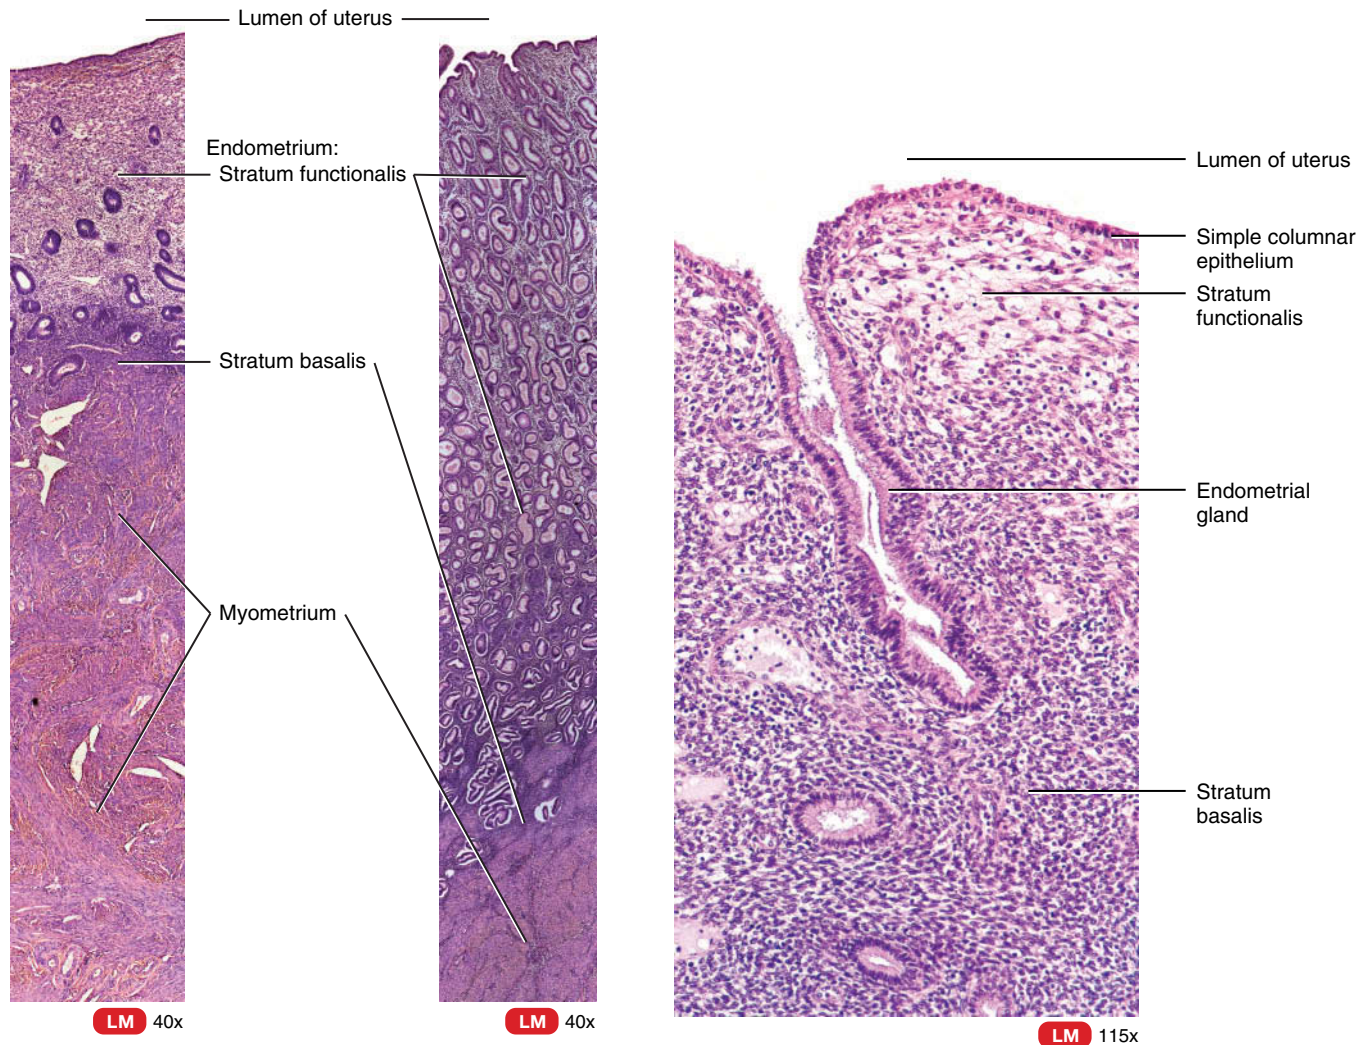 Lumen of uterus
Endometrium:
Stratum functionalis
Stratum basalis
Myometrium
LM 40x
LM 40x
Lumen of uterus
Simple columnar
epithelium
Stratum
functionalis
Endometrial
gland
Stratum
basalis
LM 115x